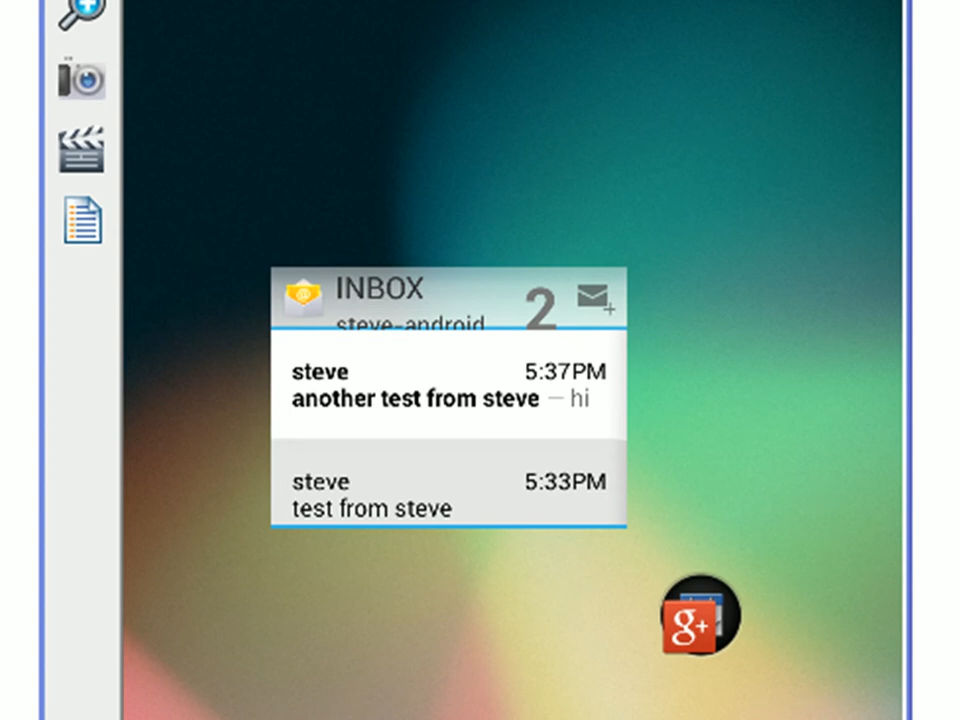 INBOX
2
steve-android
steve 5:37PM
another test from steve — hi
steve 5:33PM
test from steve
g+